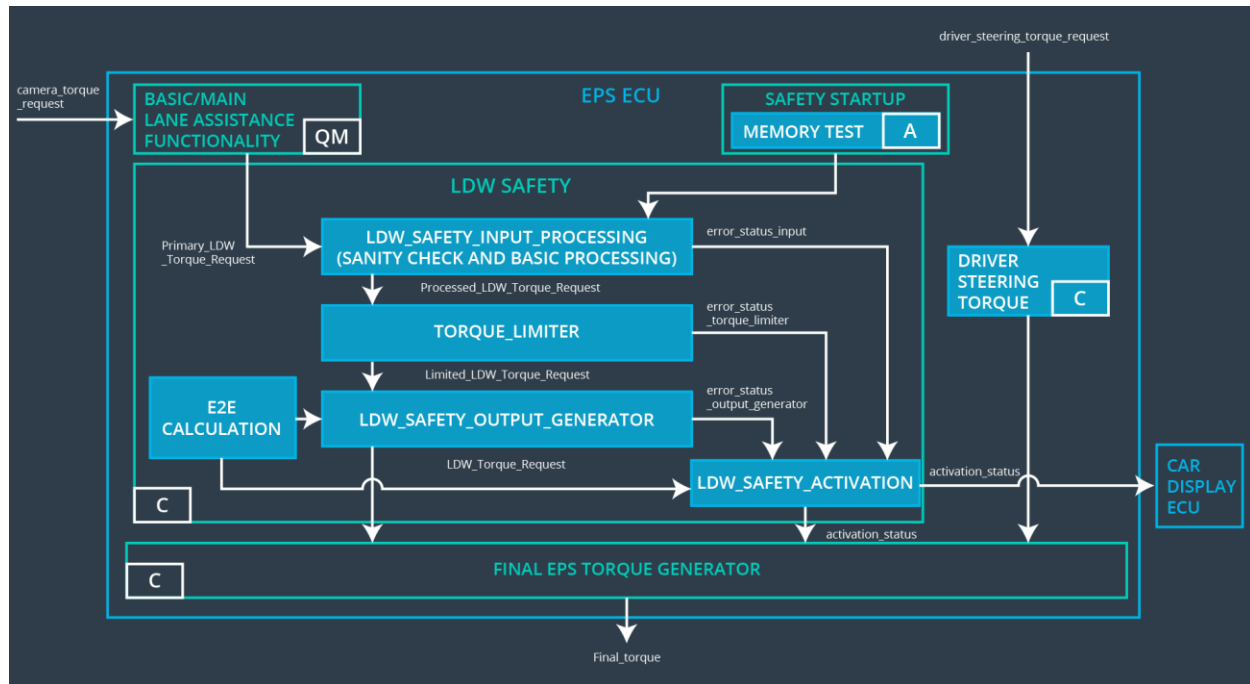 driver_steering_torque_request
camera_torque
_request
EPS ECU
BASIC/MAIN
LANE ASSISTANCE
FUNCTIONALITY
QM
SAFETY STARTUP
MEMORY TEST
A
LDW SAFETY
Primary_LDW
_Torque_Request
LDW_SAFETY_INPUT_PROCESSING
(SANITY CHECK AND BASIC PROCESSING)
error_status_input
DRIVER
STEERING
TORQUE
C
Processed_LDW_Torque_Request
TORQUE_LIMITER
error_status
_torque_limiter
Limited_LDW_Torque_Request
E2E
CALCULATION
LDW_SAFETY_OUTPUT_GENERATOR
error_status
_output_generator
LDW_Torque_Request
LDW_SAFETY_ACTIVATION
activation_status
CAR
DISPLAY
ECU
C
activation_status
C
FINAL EPS TORQUE GENERATOR
Final_torque